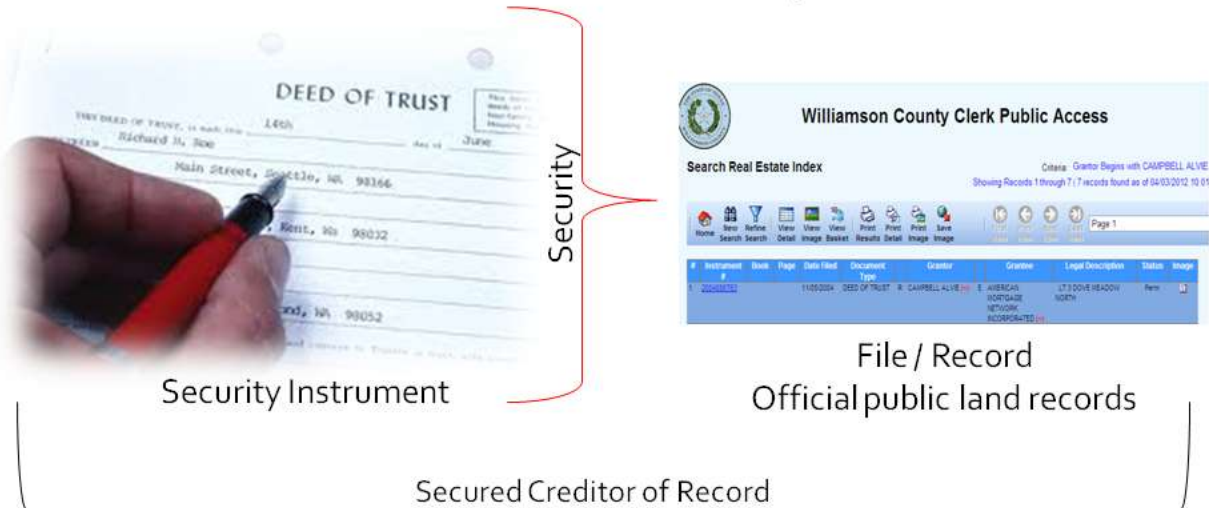 DEED OF TRUST
THIS DEED OF TRUST, is made this 14th day of June
Richard H. Roe
Main Street, Seattle, WA 98166
Kent, WA 98032
WA 98052
Security Instrument
Security
Williamson County Clerk Public Access
Search Real Estate Index
Criteria: Grantor Begins with CAMPBELL ALVIE
Showing Records 1 through 7 | 7 records found as of 04/03/2012 10:01
Home New Search Refine Search View Detail View Image View Basket Print Results Print Detail Print Image Save Image
Page 1
# Instrument # Book Page Date Filed Document Type Grantor Grantee Legal Description Status Image
1 11/05/2004 DEED OF TRUST R CAMPBELL ALVIE E AMERICAN MORTGAGE NETWORK INCORPORATED LT 3 DOVE MEADOW NORTH Perm
File / Record
Official public land records
Secured Creditor of Record